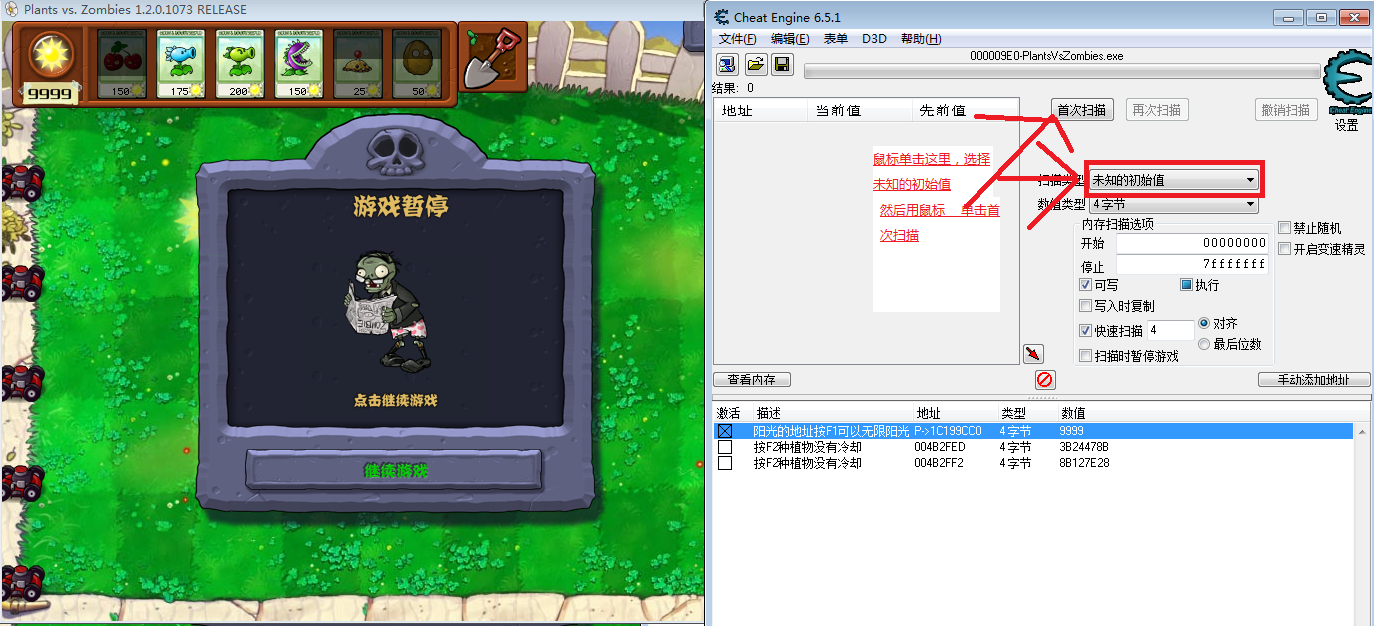 Plants vs. Zombies 1.2.0.1073 RELEASE
9999
150
175
200
150
25
50
游戏暂停
点击继续游戏
继续游戏
Cheat Engine 6.5.1
文件(F) 编辑(E) 表单 D3D 帮助(H)
000009E0-PlantsVsZombies.exe
结果: 0
地址 当前值 先前值
首次扫描 再次扫描 撤销扫描
Cheat Engine
设置
鼠标单击这里，选择
未知的初始值
然后用鼠标 单击首
次扫描
扫描类型 未知的初始值
数值类型 4 字节
内存扫描选项
开始 00000000
停止 7fffffff
可写 执行
写入时复制
快速扫描 4 对齐
最后位数
扫描时暂停游戏
禁止随机
开启变速精灵
查看内存 手动添加地址
激活 描述 地址 类型 数值
阳光的地址按F1可以无限阳光 P->1C199CC0 4 字节 9999
按F2种植物没有冷却 004B2FED 4 字节 3B24478B
按F2种植物没有冷却 004B2FF2 4 字节 8B127E28